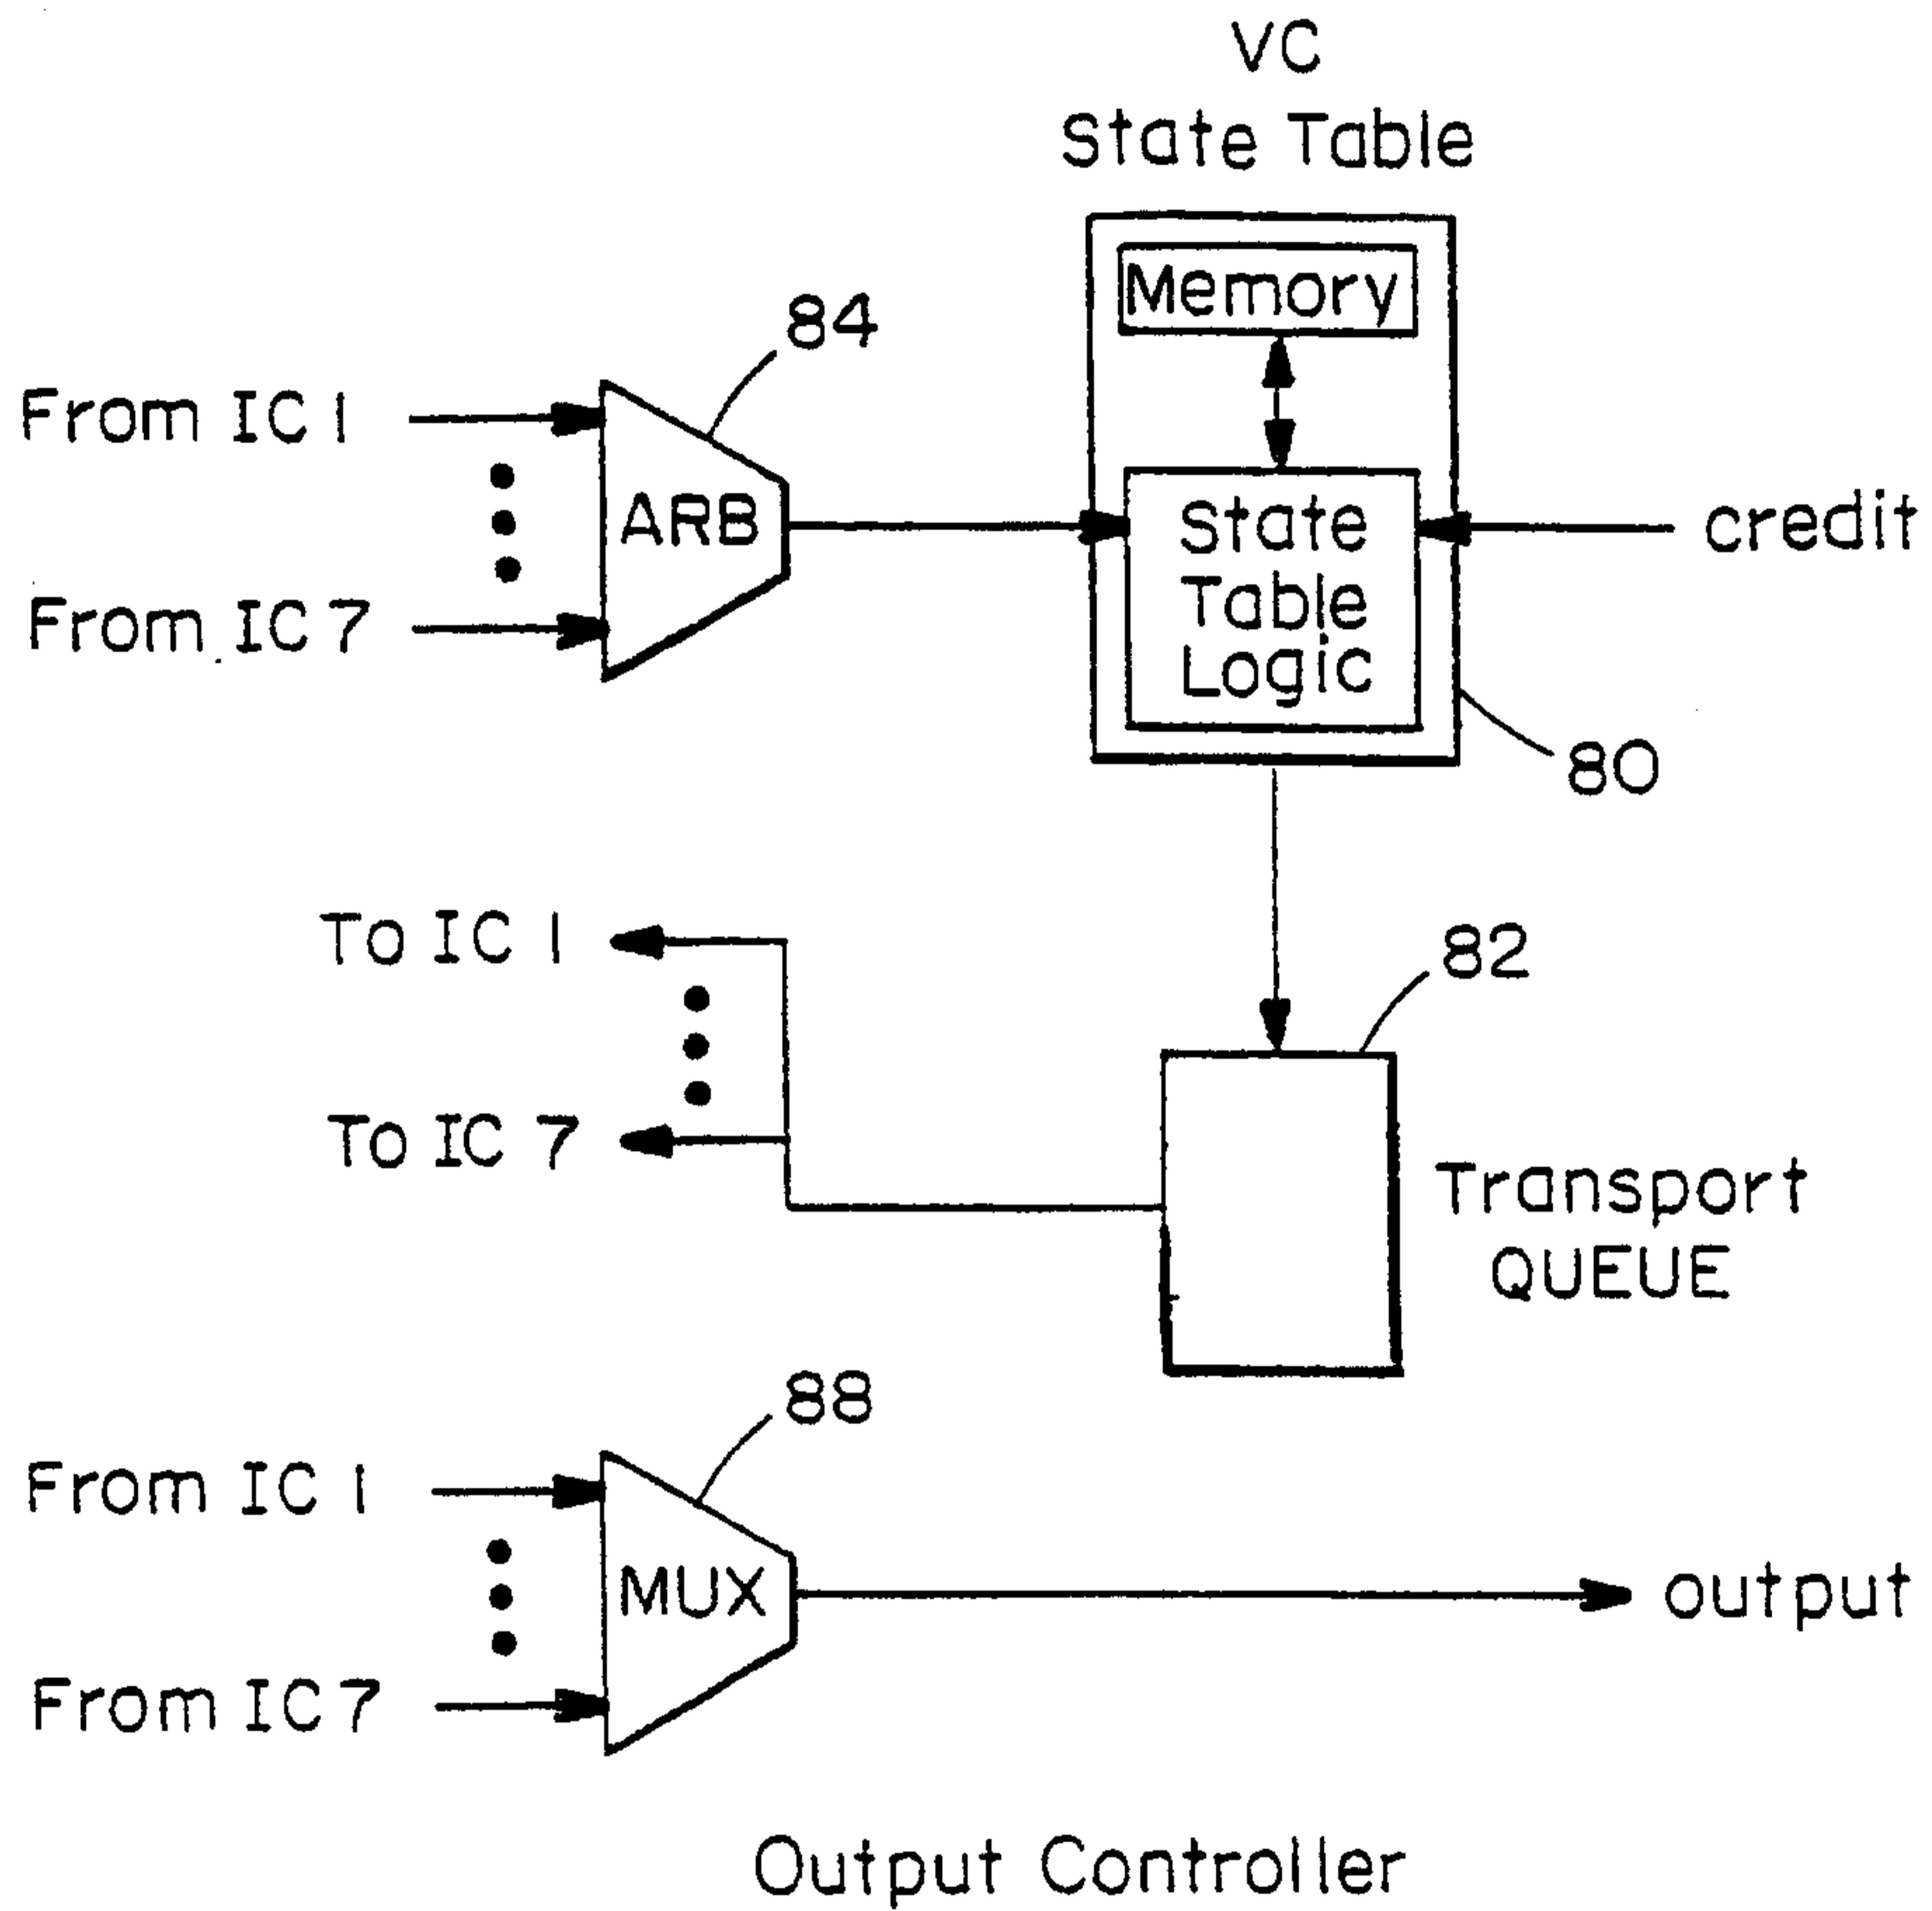 VC
State Table
Memory
84
From IC 1
ARB
State
Table
Logic
credit
From IC 7
80
To IC 1
82
To IC 7
Transport
QUEUE
88
From IC 1
MUX
output
From IC 7
Output Controller